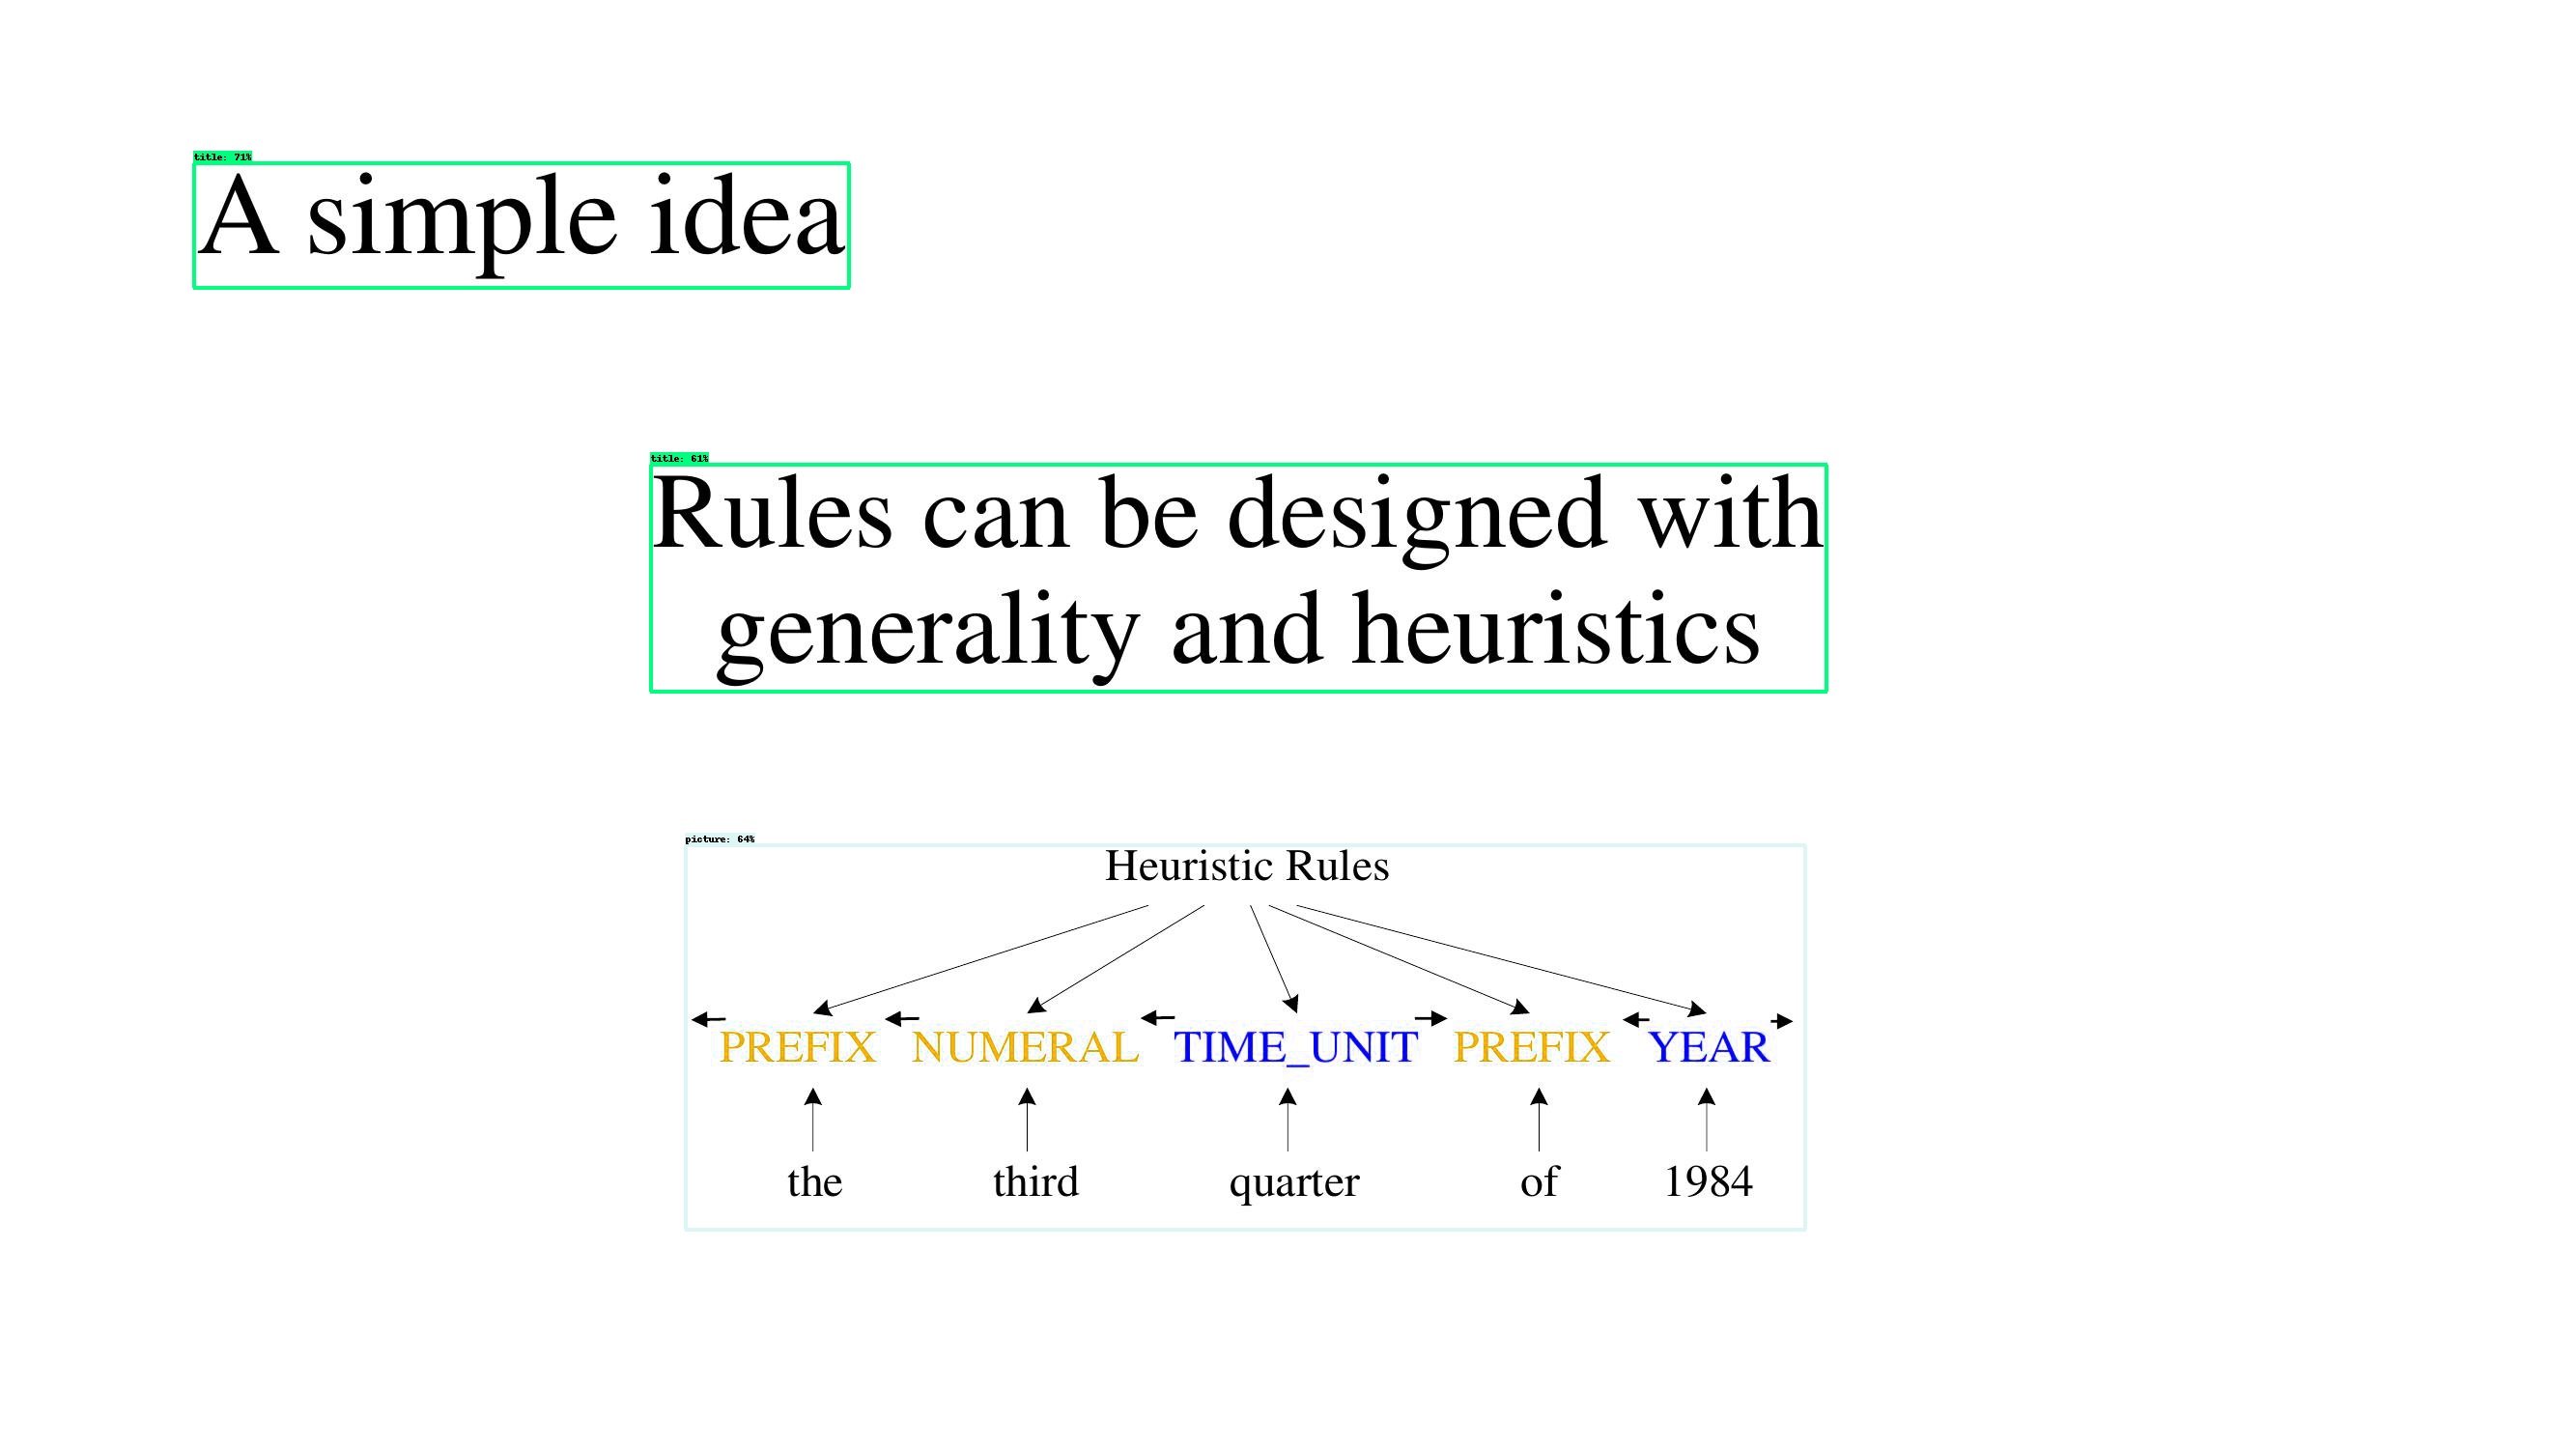 title: 71%
A simple idea
title: 61%
Rules can be designed with
generality and heuristics
picture: 64%
Heuristic Rules
PREFIX NUMERAL TIME_UNIT PREFIX YEAR
the third quarter of 1984